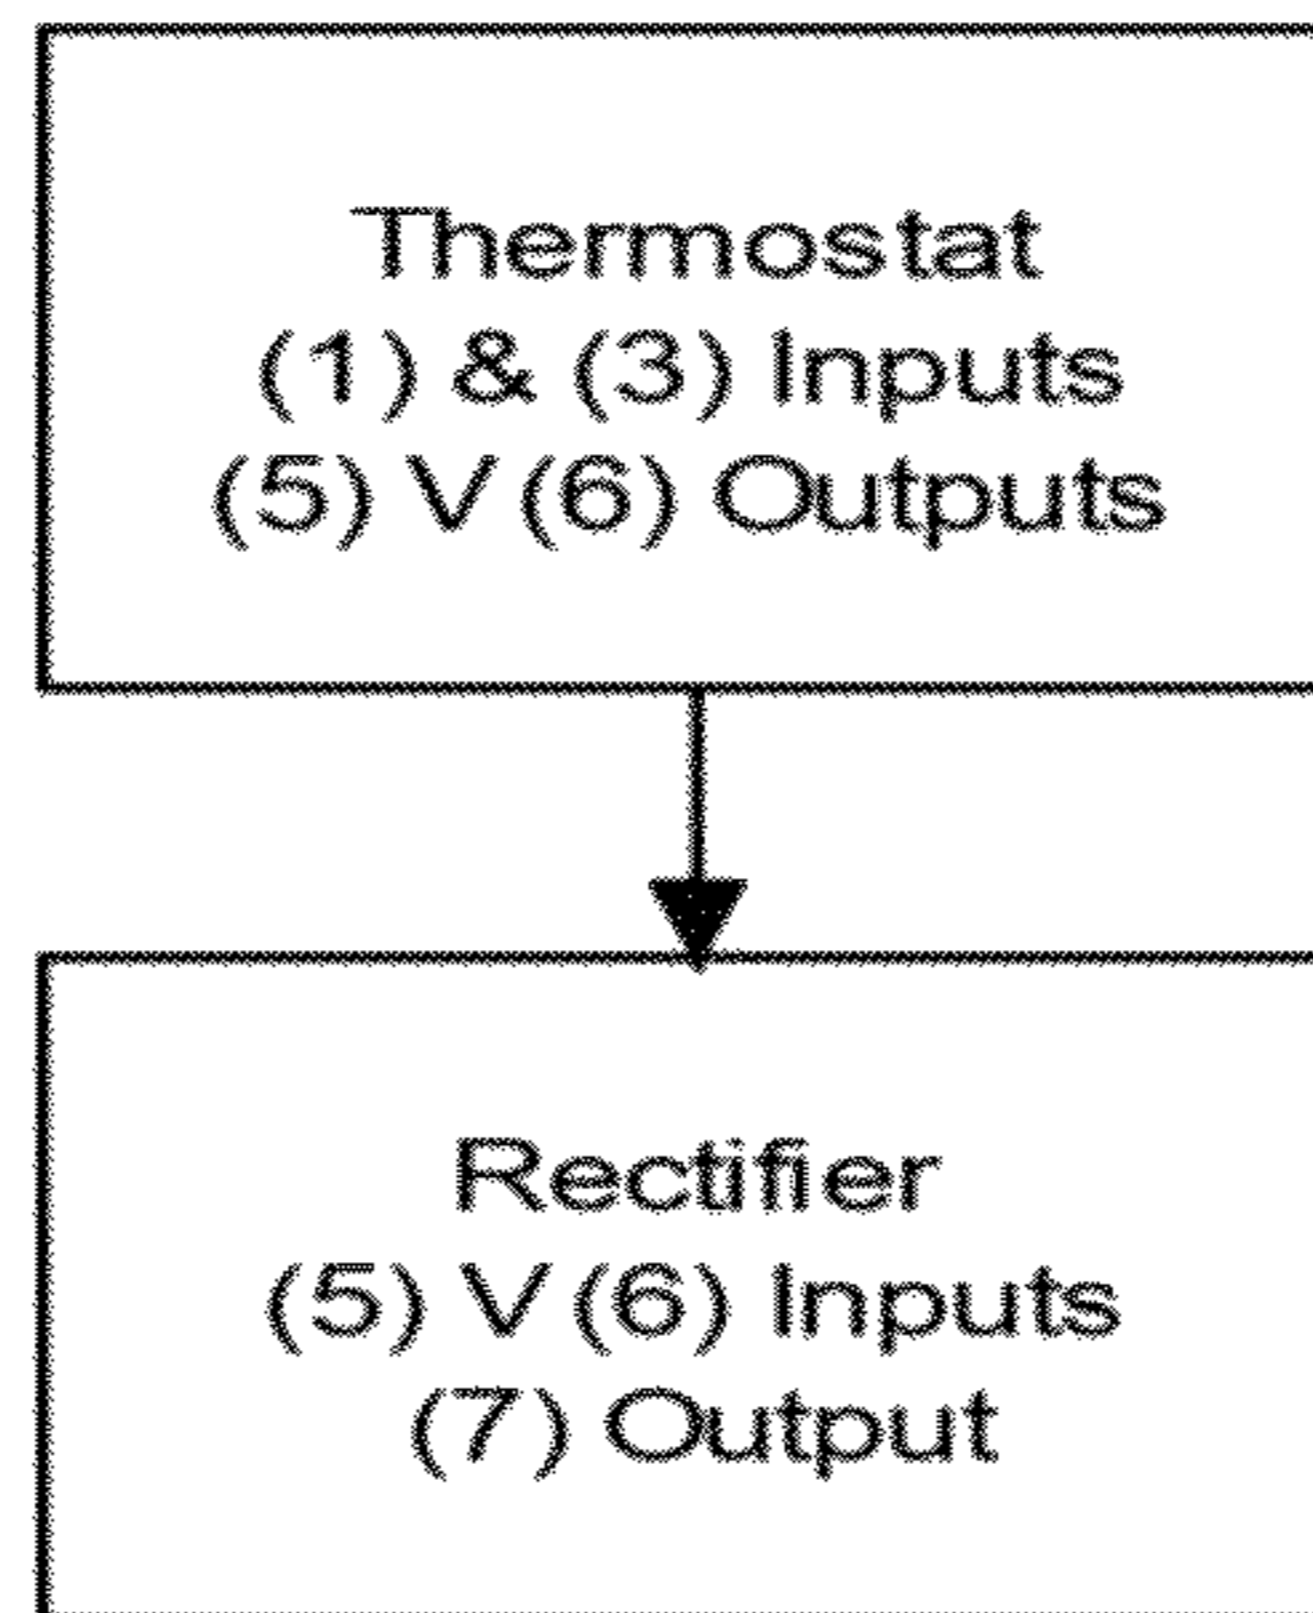 Thermostat
(1) & (3) Inputs
(5) V (6) Outputs
Rectifier
(5) V (6) Inputs
(7) Output